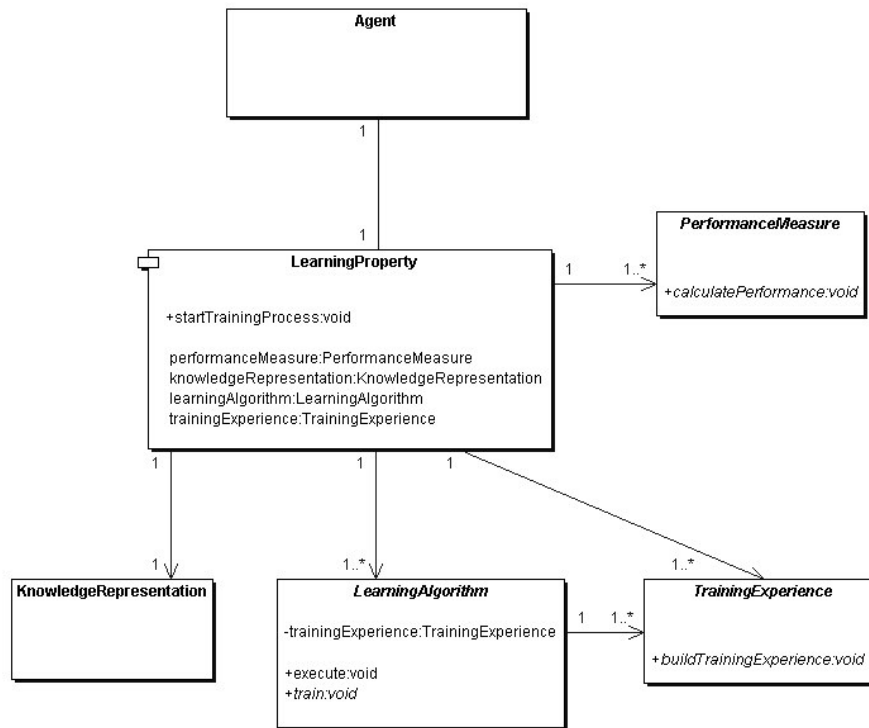 Agent
1
1
LearningProperty
+startTrainingProcess:void
performanceMeasure:PerformanceMeasure
knowledgeRepresentation:KnowledgeRepresentation
learningAlgorithm:LearningAlgorithm
trainingExperience:TrainingExperience
1
1..*
PerformanceMeasure
+calculatePerformance:void
1
1
1
1
1..*
1..*
KnowledgeRepresentation
LearningAlgorithm
-trainingExperience:TrainingExperience
+execute:void
+train:void
1
1..*
TrainingExperience
+buildTrainingExperience:void